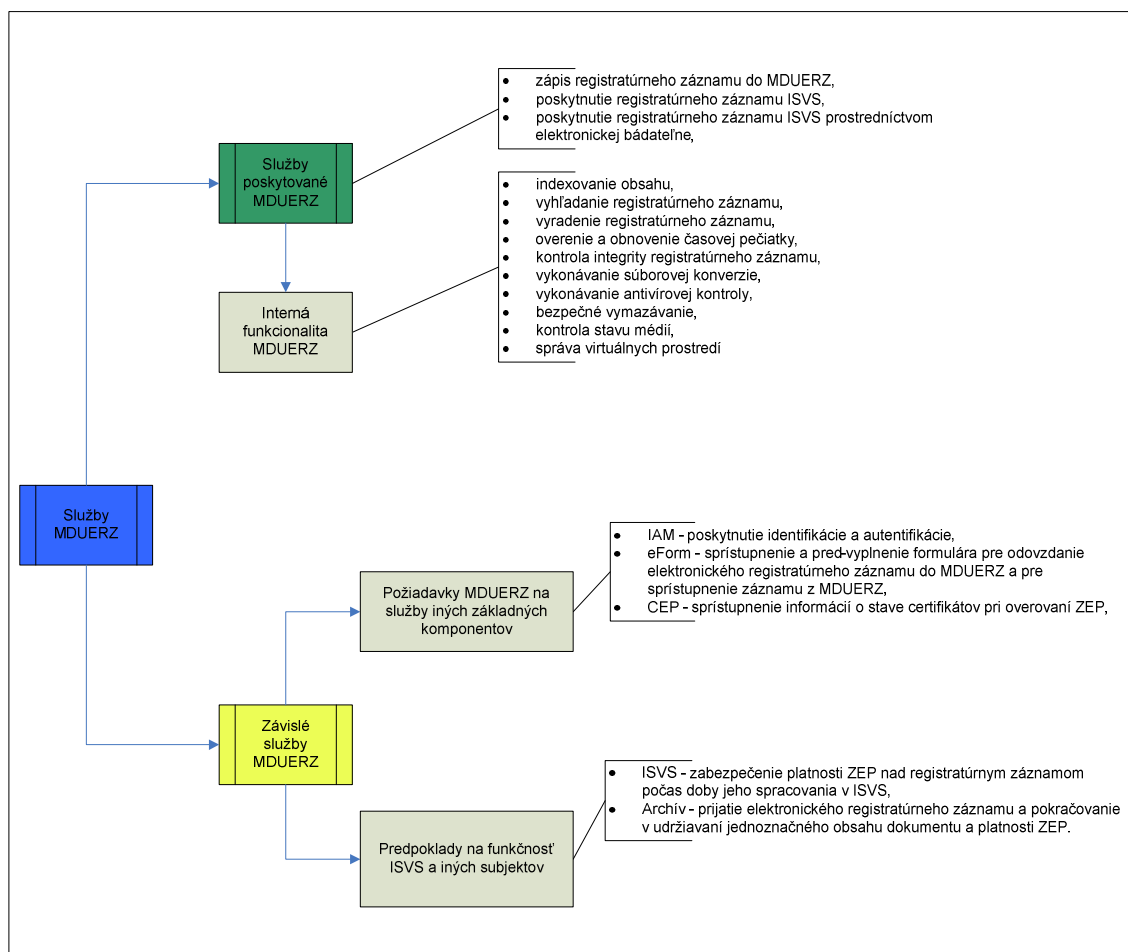 • zápis registratúrneho záznamu do MDUERZ,
• poskytnutie registratúrneho záznamu ISVS,
• poskytnutie registratúrneho záznamu ISVS prostredníctvom
elektronickej bádateľne,
Služby
poskytované
MDUERZ
• indexovanie obsahu,
• vyhľadanie registratúrneho záznamu,
• vyradenie registratúrneho záznamu,
• overenie a obnovenie časovej pečiatky,
• kontrola integrity registratúrneho záznamu,
• vykonávanie súborovej konverzie,
• vykonávanie antivírovej kontroly,
• bezpečné vymazávanie,
• kontrola stavu médií,
• správa virtuálnych prostredí
Interná
funkcionalita
MDUERZ
Služby
MDUERZ
• IAM - poskytnutie identifikácie a autentifikácie,
• eForm - sprístupnenie a pred-vyplnenie formulára pre odovzdanie
elektronického registratúrneho záznamu do MDUERZ a pre
sprístupnenie záznamu z MDUERZ,
• CEP - sprístupnenie informácií o stave certifikátov pri overovaní ZEP,
Požiadavky MDUERZ na
služby iných základných
komponentov
Závislé
služby
MDUERZ
• ISVS - zabezpečenie platnosti ZEP nad registratúrnym záznamom
počas doby jeho spracovania v ISVS,
• Archív - prijatie elektronického registratúrneho záznamu a pokračovanie
v udržiavaní jednoznačného obsahu dokumentu a platnosti ZEP.
Predpoklady na funkčnosť
ISVS a iných subjektov